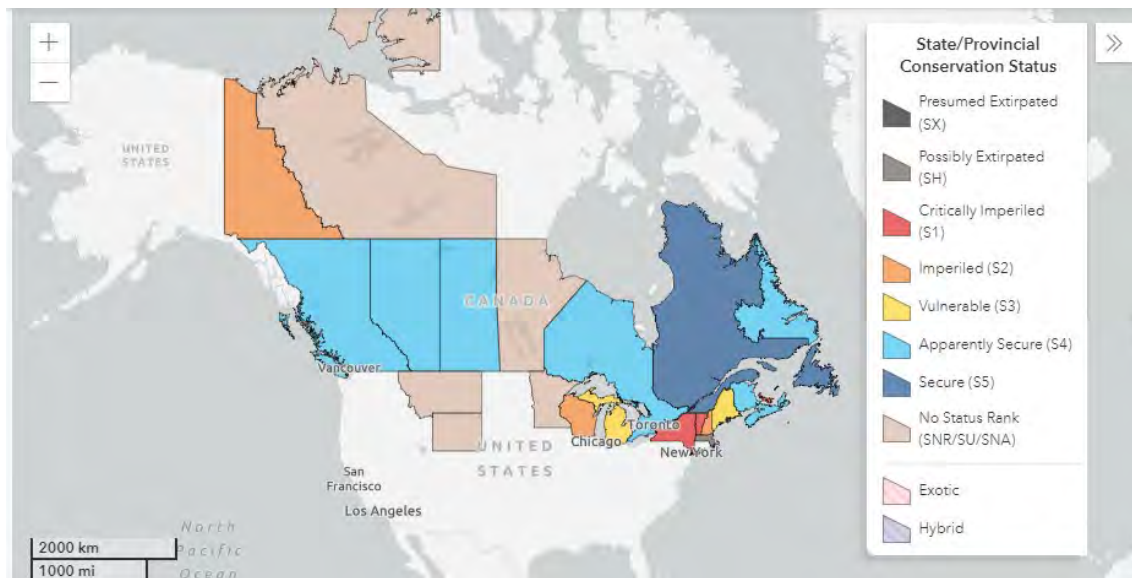 +
−
UNITED
STATES
CANADA
Vancouver
Toronto
Chicago
New York
UNITED
STATES
San
Francisco
Los Angeles
North
Pacific
Ocean
2000 km
1000 mi
State/Provincial
Conservation Status
Presumed Extirpated
(SX)
Possibly Extirpated
(SH)
Critically Imperiled
(S1)
Imperiled (S2)
Vulnerable (S3)
Apparently Secure (S4)
Secure (S5)
No Status Rank
(SNR/SU/SNA)
Exotic
Hybrid